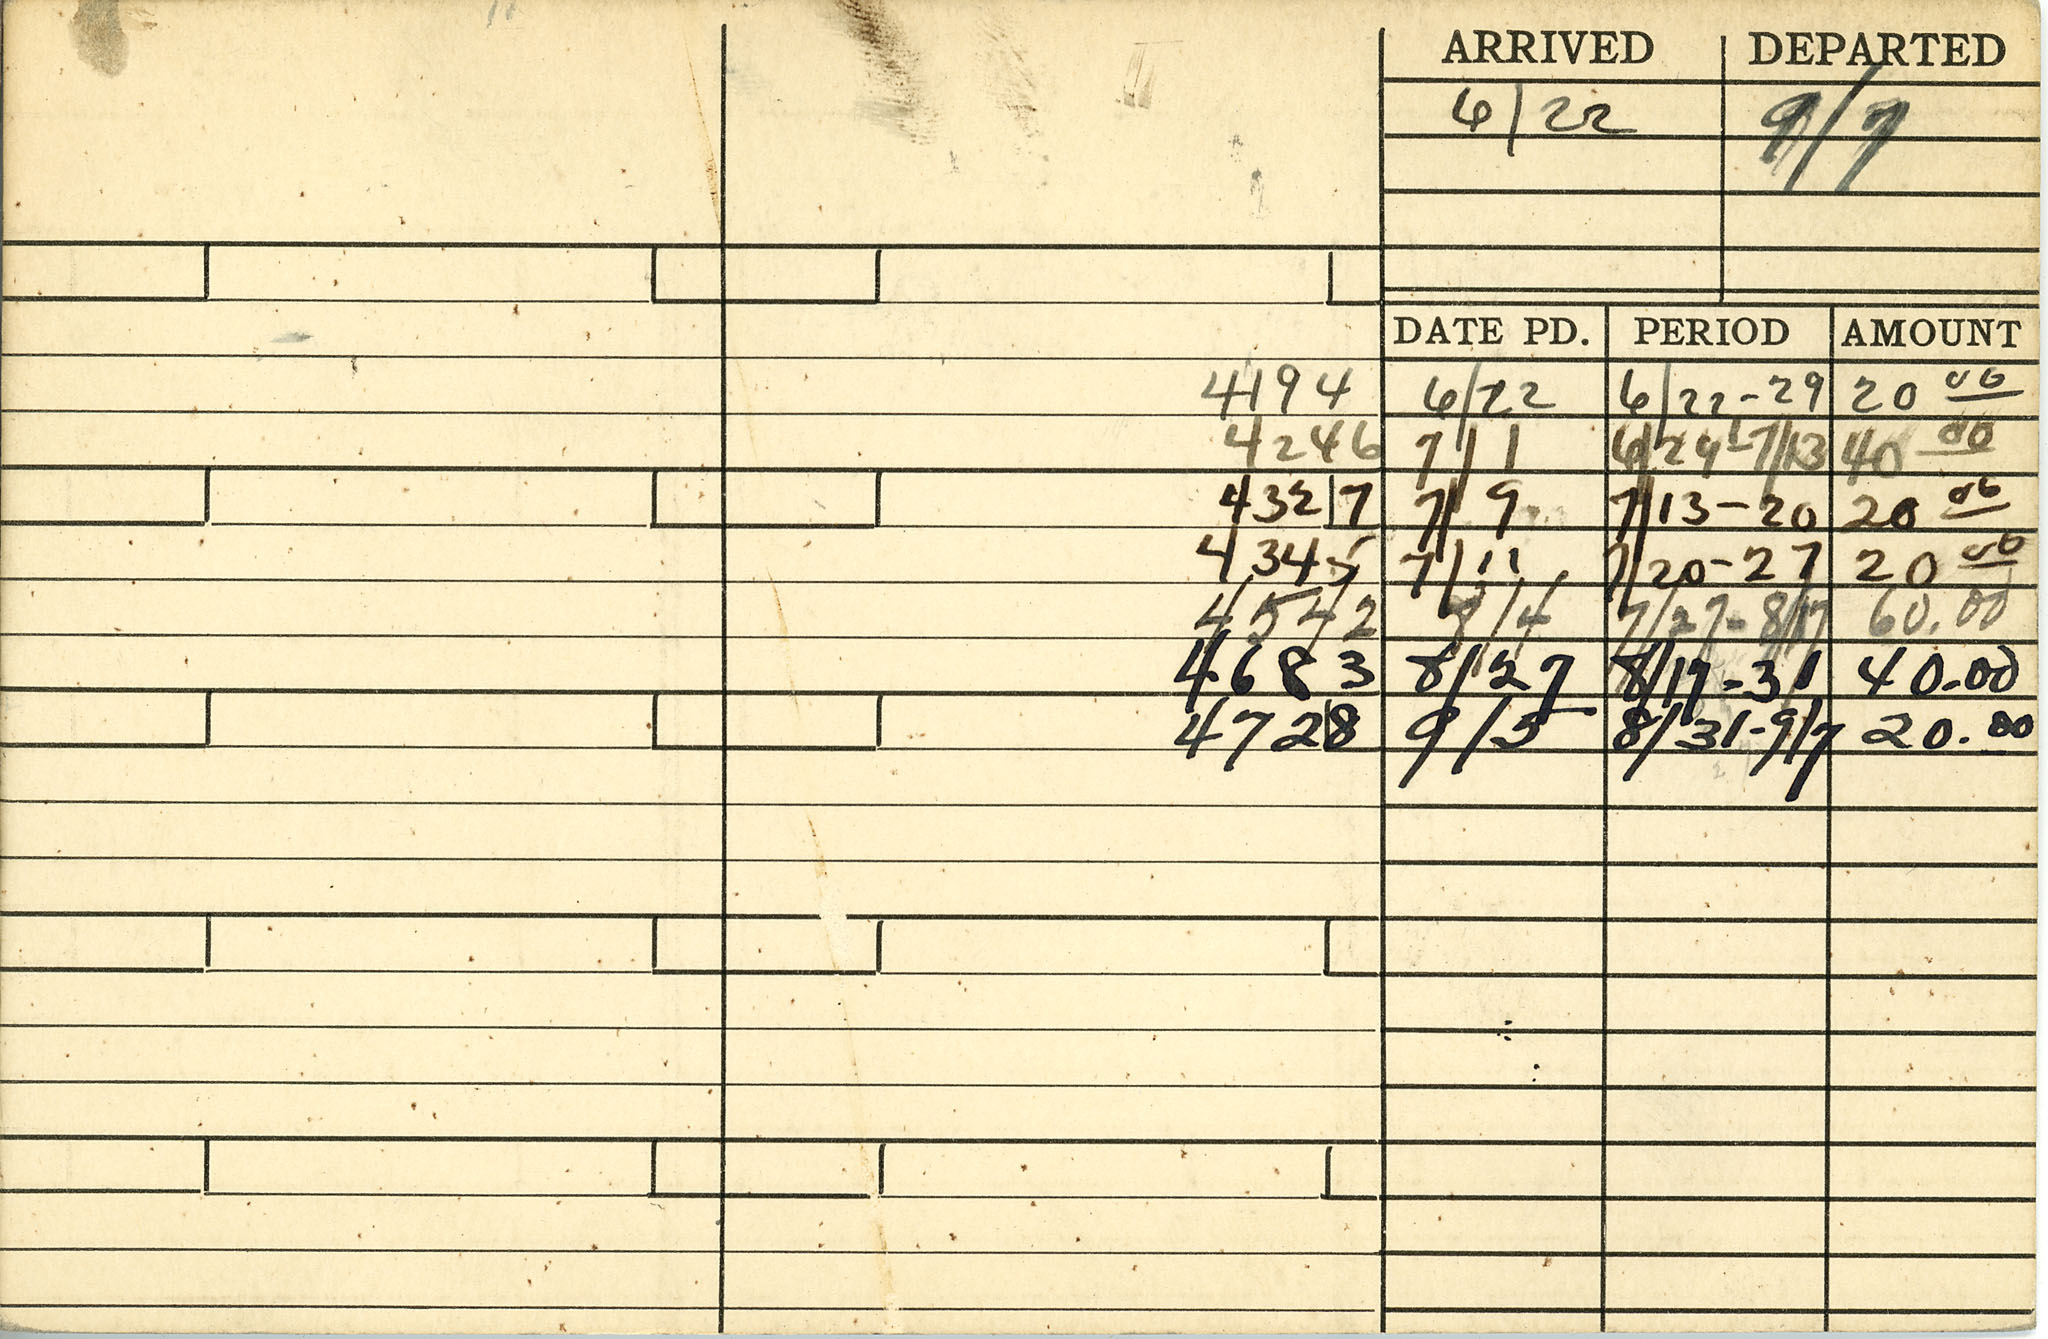 ARRIVED DEPARTED
6/22 9/7
DATE PD. PERIOD AMOUNT
4194 6/22 6/22-29 20 00
4246 7/1 6/29-7/13 40 00
4327 7/9 7/13-20 20 00
4345 7/11 7/20-27 20 00
4542 8/4 7/27-8/17 60.00
4683 8/27 8/17-31 40.00
4728 9/5 8/31-9/7 20.00